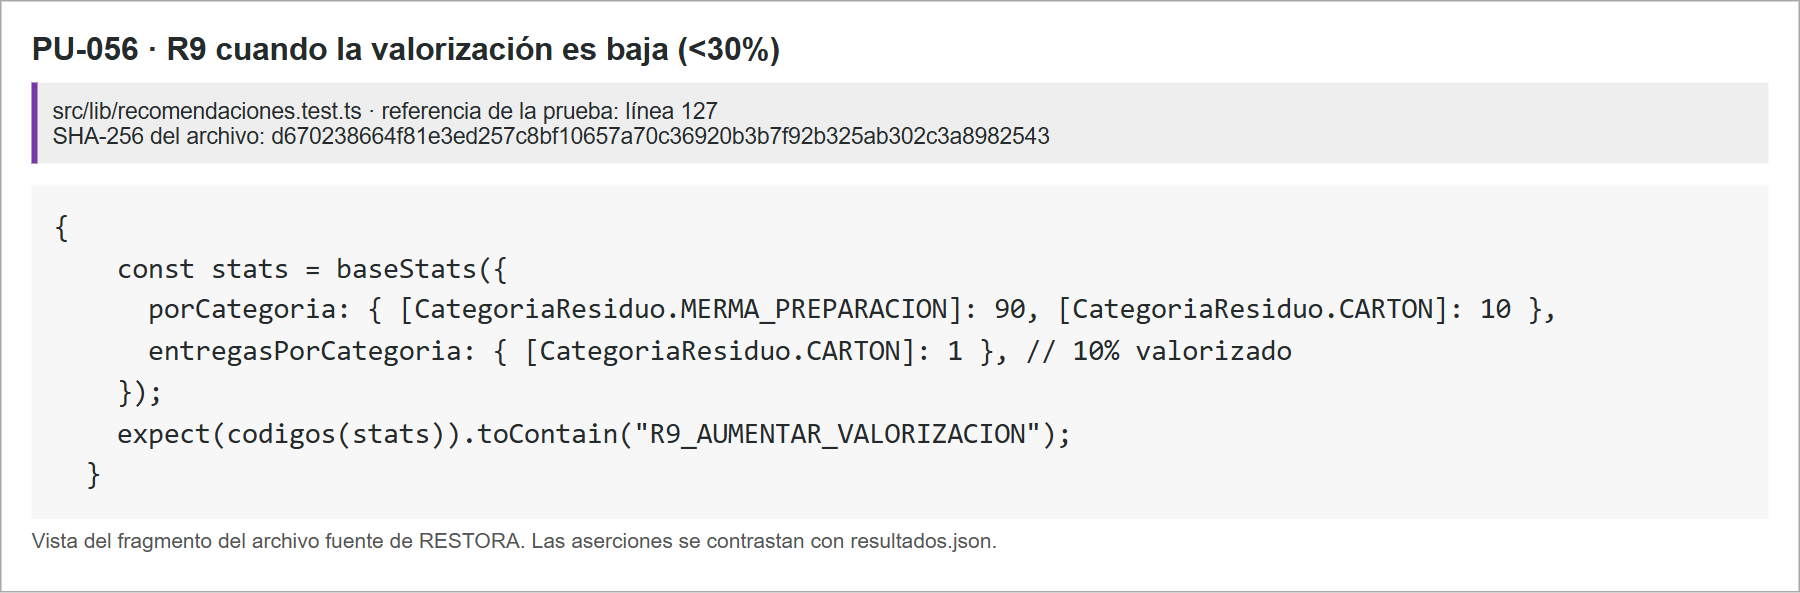 PU-056 · R9 cuando la valorización es baja (<30%)
src/lib/recomendaciones.test.ts · referencia de la prueba: línea 127
SHA-256 del archivo: d670238664f81e3ed257c8bf10657a70c36920b3b7f92b325ab302c3a8982543
{
    const stats = baseStats({
      porCategoria: { [CategoriaResiduo.MERMA_PREPARACION]: 90, [CategoriaResiduo.CARTON]: 10 },
      entregasPorCategoria: { [CategoriaResiduo.CARTON]: 1 }, // 10% valorizado
    });
    expect(codigos(stats)).toContain("R9_AUMENTAR_VALORIZACION");
  }
Vista del fragmento del archivo fuente de RESTORA. Las aserciones se contrastan con resultados.json.